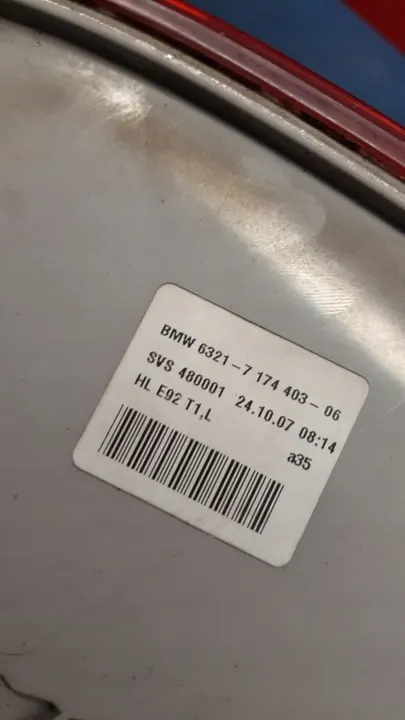 BMW 6321-7 174 403-06
SVS 480001 24.10.07 08:14
HL E92 T1,L a35